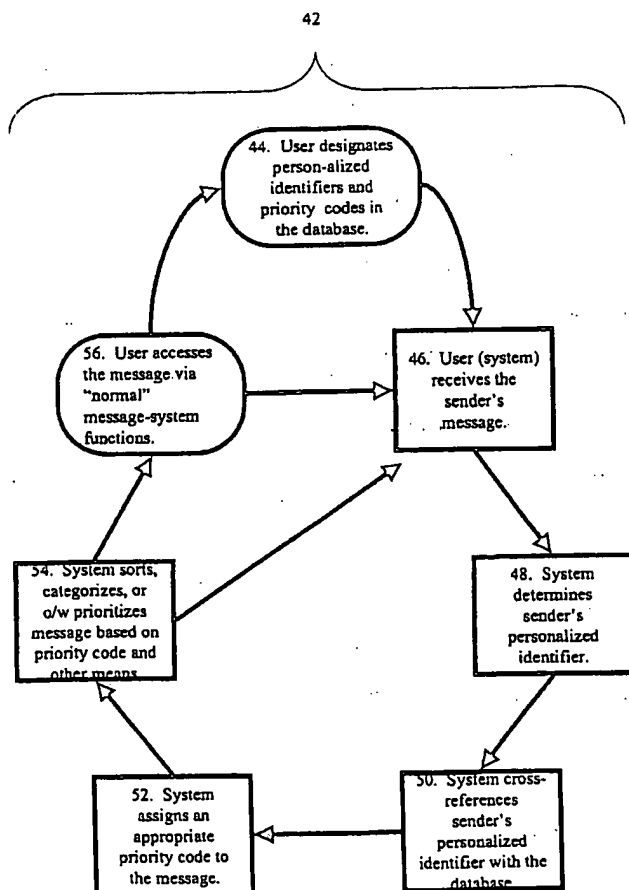 42
44. User designates
person-alized
identifiers and
priority codes in
the database.
56. User accesses
the message via
"normal"
message-system
functions.
46. User (system)
receives the
sender's
message.
54. System sorts,
categorizes, or
o/w prioritizes
message based on
priority code and
other means.
48. System
determines
sender's
personalized
identifier.
52. System
assigns an
appropriate
priority code to
the message.
50. System cross-
references
sender's
personalized
identifier with the
database.